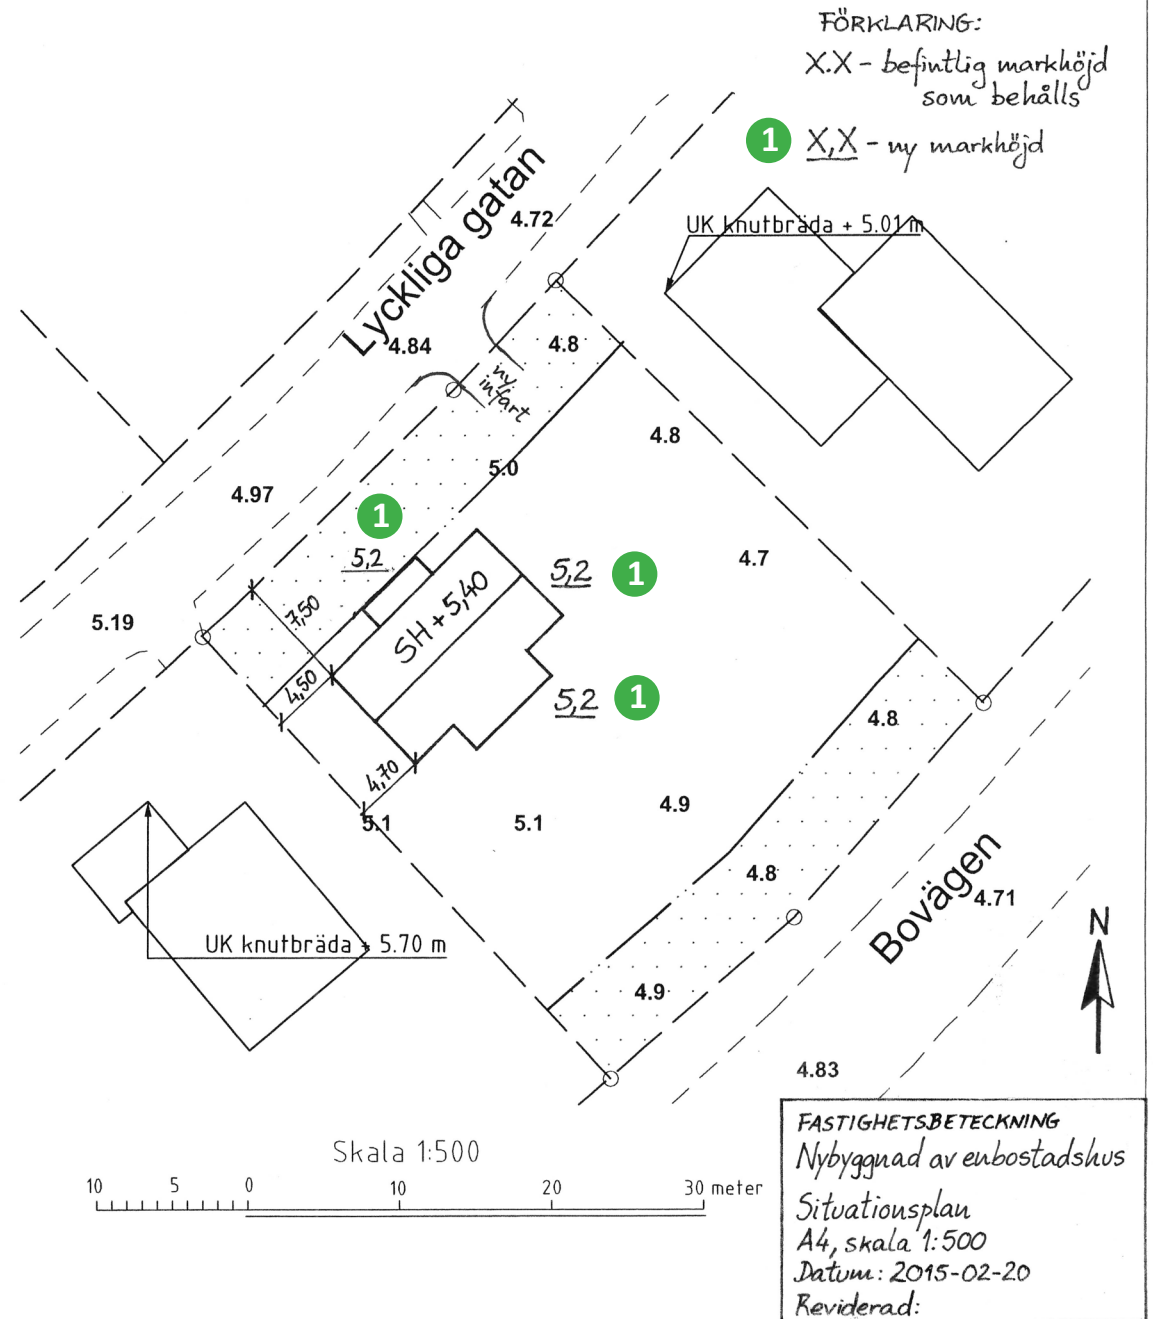 FÖRKLARING:
X.X - befintlig markhöjd
som behålls
1 X,X - ny markhöjd
Lyckliga gatan
4.72
UK knutbräda + 5.01 m
4.84
4.8
ny
infart
4.8
5.0
4.97
1
5,2
5,2 1
4.7
SH + 5,40
7,50
5.19
4,50
5,2 1
4.8
4,70
5.1
5.1
4.9
4.8
Bovägen
4.71
UK knutbräda + 5.70 m
N
4.9
4.83
Skala 1:500
10 5 0 10 20 30 meter
FASTIGHETSBETECKNING
Nybyggnad av enbostadshus
Situationsplan
A4, skala 1:500
Datum: 2015-02-20
Reviderad: